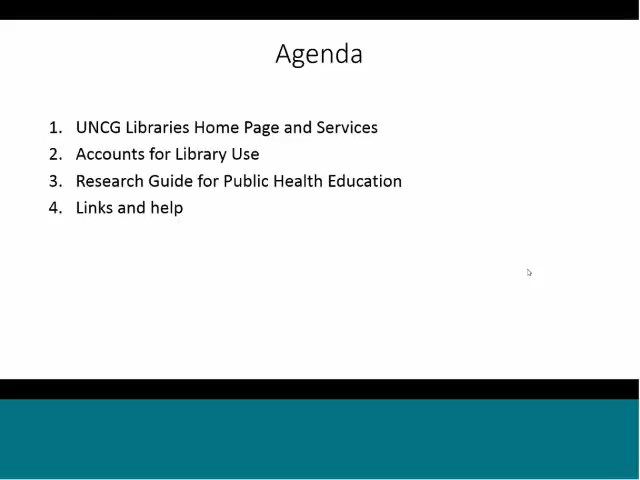 Agenda
1. UNCG Libraries Home Page and Services
2. Accounts for Library Use
3. Research Guide for Public Health Education
4. Links and help